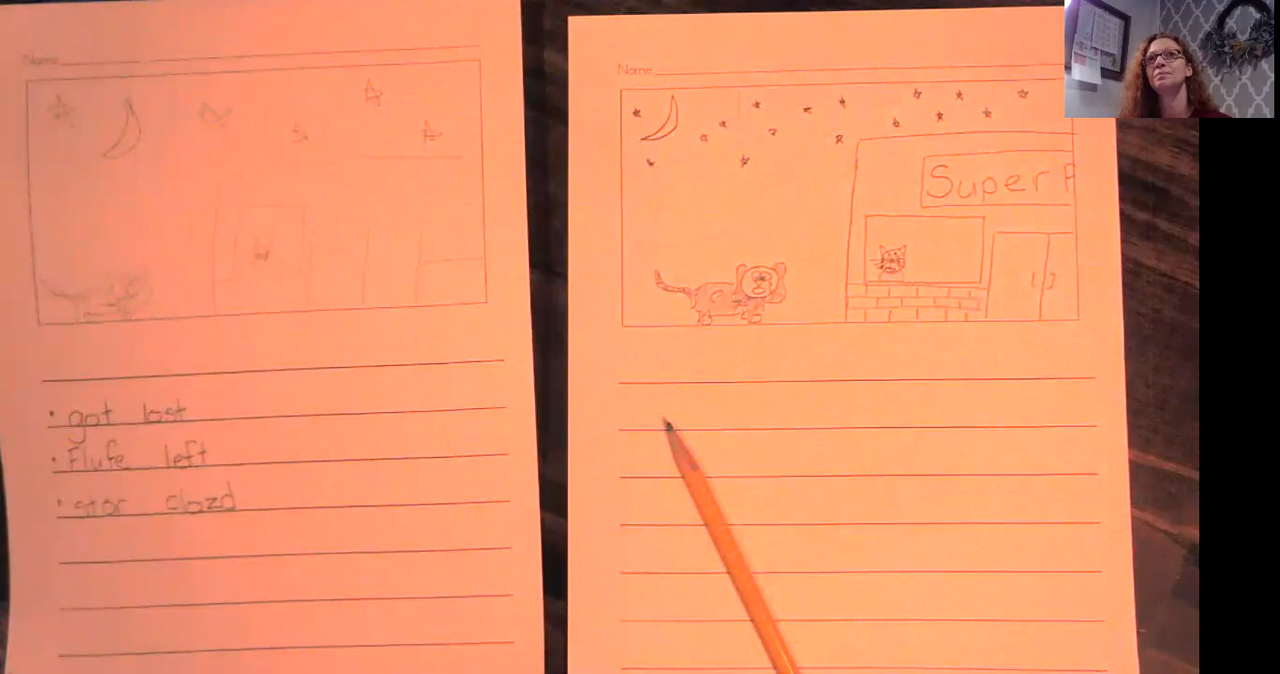 Name
• got lost
• Flufe left
• stor clozd
Name
Super P